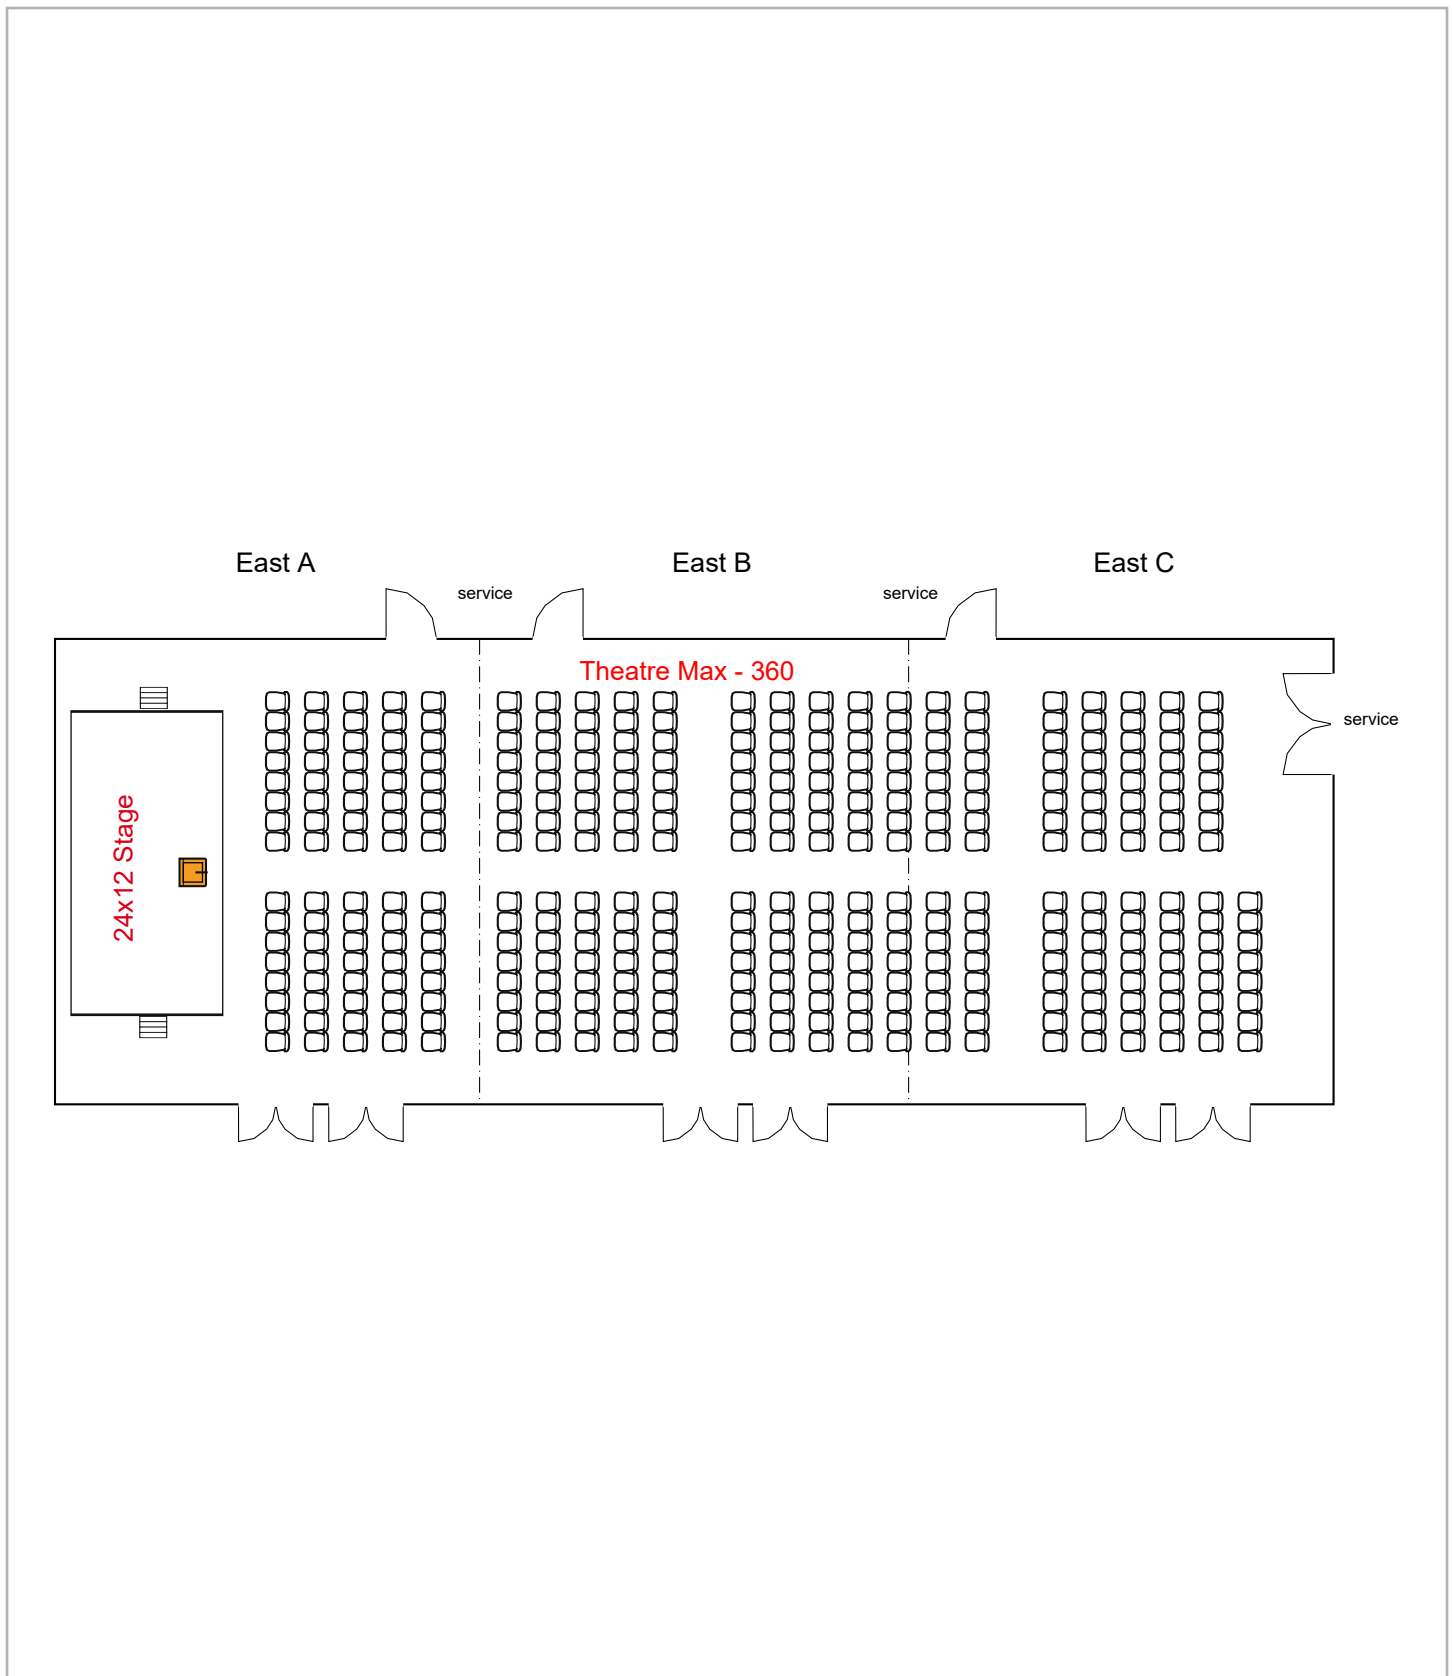 East A
East B
East C
service
service
Theatre Max - 360
service
24x12 Stage